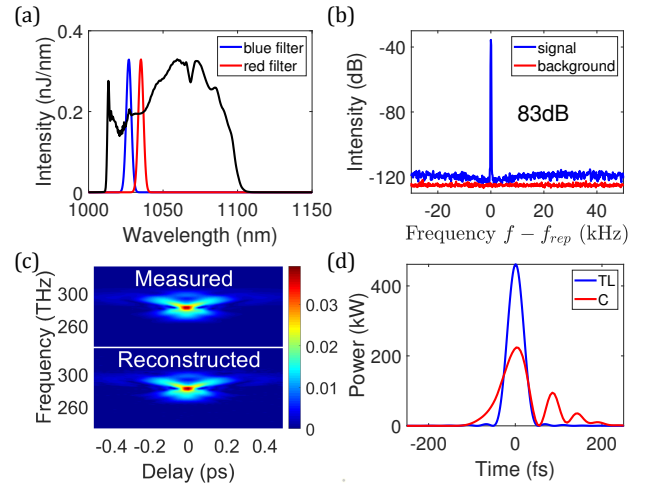 (a)
Intensity (nJ/nm)
0.4
0.2
0
blue filter
red filter
1000 1050 1100 1150
Wavelength (nm)
(b)
Intensity (dB)
-40
-80
-120
signal
background
83dB
-20 0 20 40
Frequency f − f_rep (kHz)
(c)
Frequency (THz)
300
260
300
260
Measured
Reconstructed
0.03
0.02
0.01
0
-0.4 -0.2 0 0.2 0.4
Delay (ps)
(d)
Power (kW)
400
200
0
TL
C
-200 0 200
Time (fs)